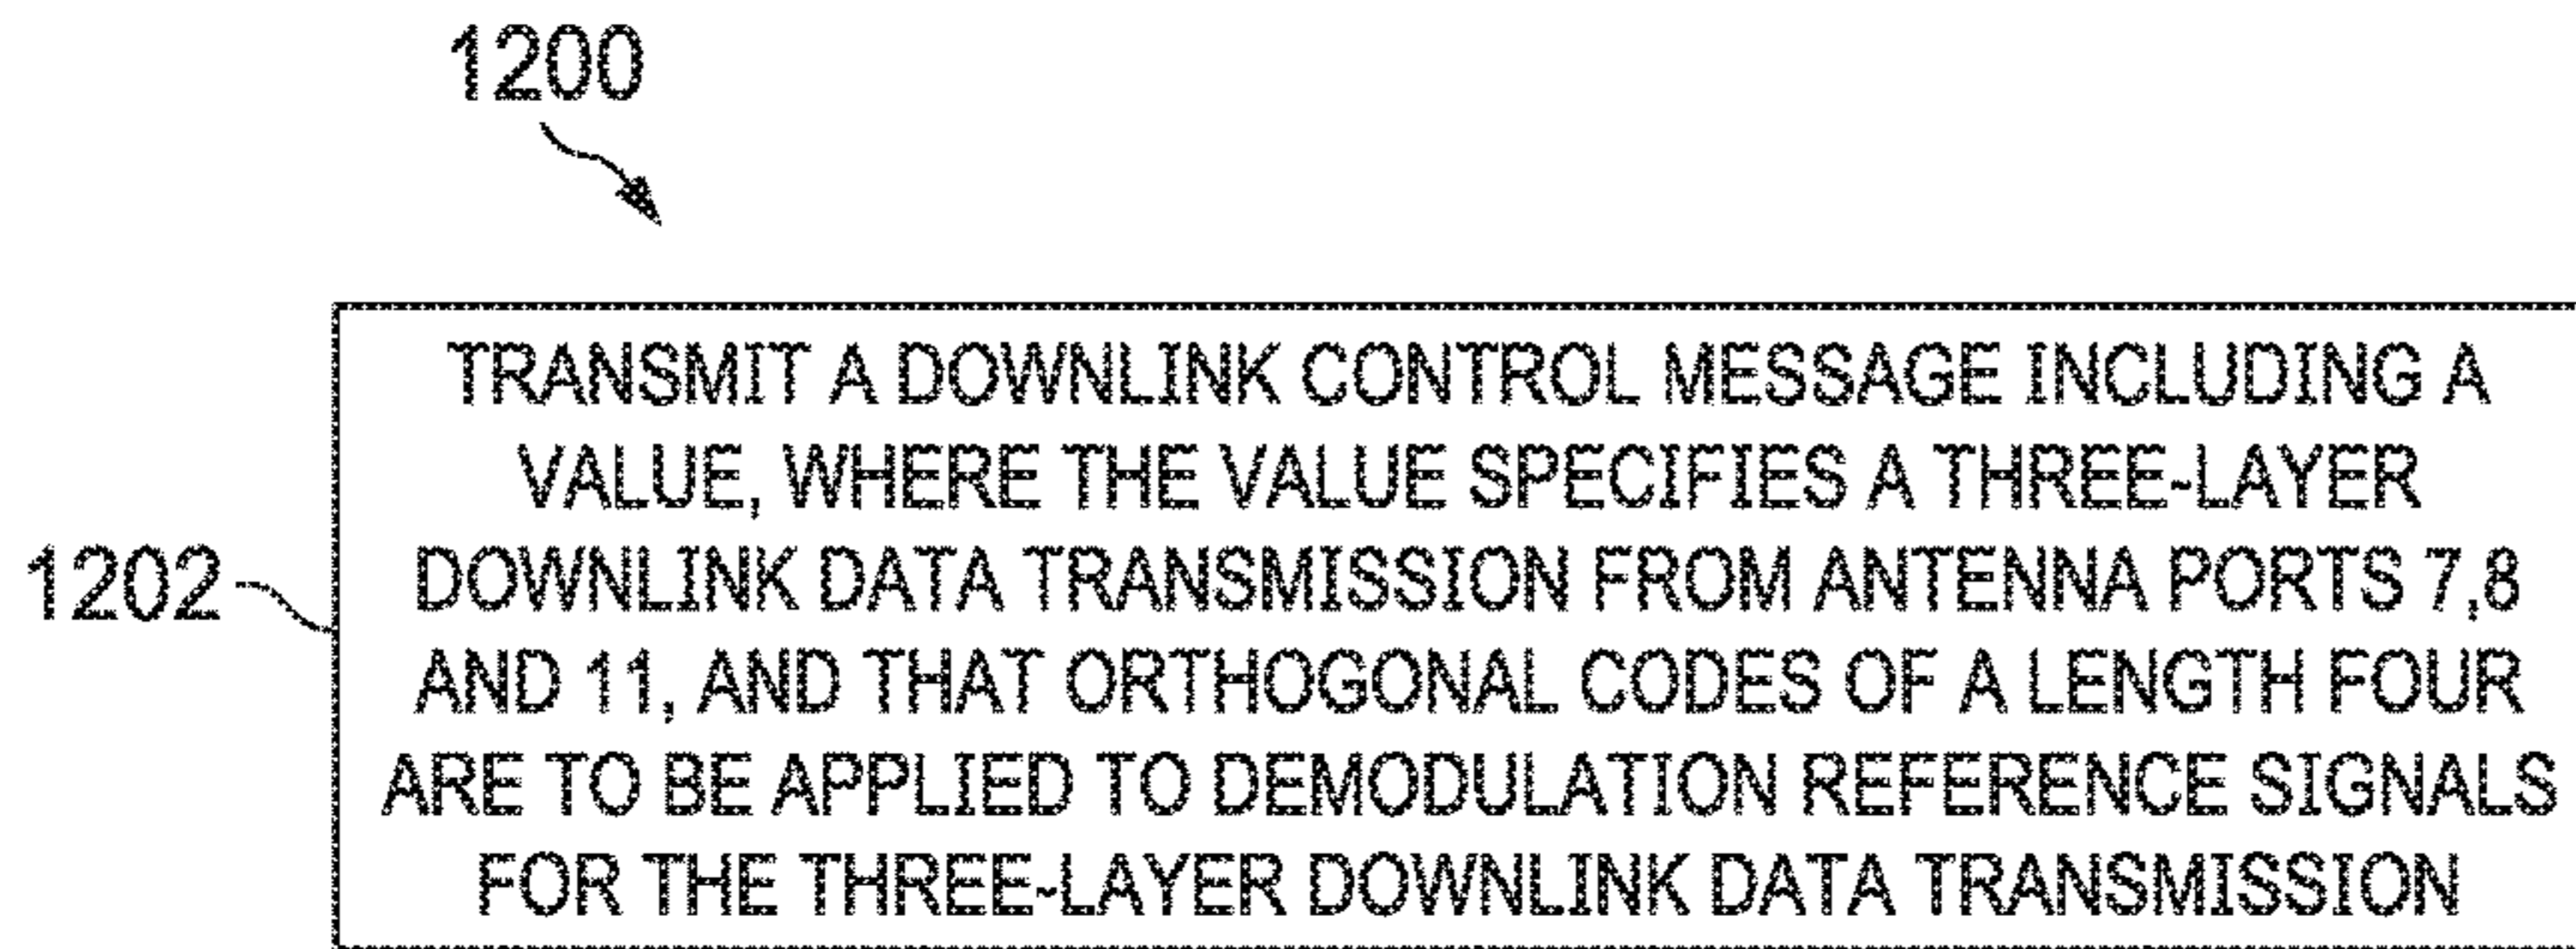 1200
TRANSMIT A DOWNLINK CONTROL MESSAGE INCLUDING A
VALUE, WHERE THE VALUE SPECIFIES A THREE-LAYER
1202
DOWNLINK DATA TRANSMISSION FROM ANTENNA PORTS 7,8
AND 11, AND THAT ORTHOGONAL CODES OF A LENGTH FOUR
ARE TO BE APPLIED TO DEMODULATION REFERENCE SIGNALS
FOR THE THREE-LAYER DOWNLINK DATA TRANSMISSION